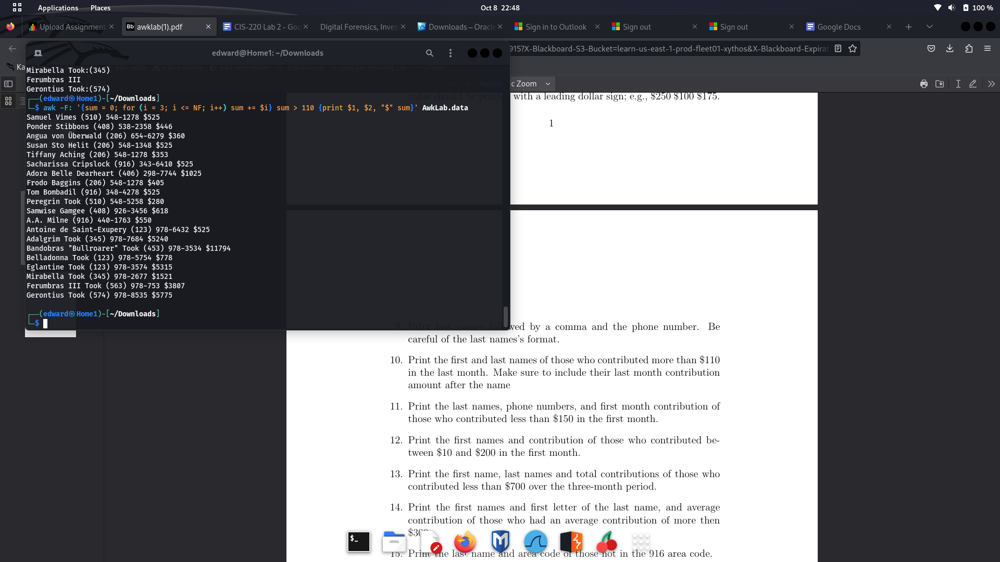 Applications Places
Oct 8 22:48
100 %
Upload Assignment
Bb awklab(1).pdf
CIS-220 Lab 2 - Goo
Digital Forensics, Inves
Downloads – Oracle
Sign in to Outlook
Sign out
Sign out
Google Docs
edward@Home1: ~/Downloads
915?X-Blackboard-S3-Bucket=learn-us-east-1-prod-fleet01-xythos&X-Blackboard-Expirat
Ka
Automatic Zoom
Mirabella Took:(345)
Ferumbras III
Gerontius Took:(574)
┌──(edward㉿Home1)-[~/Downloads]
└─$ awk -F: '{sum = 0; for (i = 3; i <= NF; i++) sum += $i} sum > 110 {print $1, $2, "$" sum}' AwkLab.data
Samuel Vimes (510) 548-1278 $525
Ponder Stibbons (408) 538-2358 $446
Angua von Überwald (206) 654-6279 $360
Susan Sto Helit (206) 548-1348 $525
Tiffany Aching (206) 548-1278 $353
Sacharissa Cripslock (916) 343-6410 $525
Adora Belle Dearheart (406) 298-7744 $1025
Frodo Baggins (206) 548-1278 $405
Tom Bombadil (916) 348-4278 $525
Peregrin Took (510) 548-5258 $280
Samwise Gamgee (408) 926-3456 $618
A.A. Milne (916) 440-1763 $550
Antoine de Saint-Exupery (123) 978-6432 $525
Adalgrim Took (345) 978-7684 $5240
Bandobras "Bullroarer" Took (453) 978-3534 $11794
Belladonna Took (123) 978-5754 $778
Eglantine Took (123) 978-3574 $5315
Mirabella Took (345) 978-2677 $1521
Ferumbras III Took (563) 978-753 $3807
Gerontius Took (574) 978-8535 $5775
┌──(edward㉿Home1)-[~/Downloads]
└─$
value should be printed with a leading dollar sign; e.g., $250 $100 $175.
1
9. Print last names followed by a comma and the phone number. Be
careful of the last names's format.
10. Print the first and last names of those who contributed more than $110
in the last month. Make sure to include their last month contribution
amount after the name
11. Print the last names, phone numbers, and first month contribution of
those who contributed less than $150 in the first month.
12. Print the first names and contribution of those who contributed be-
tween $10 and $200 in the first month.
13. Print the first name, last names and total contributions of those who
contributed less than $700 over the three-month period.
14. Print the first names and first letter of the last name, and average
contribution of those who had an average contribution of more then
$300
15. Print the last name and area code of those not in the 916 area code.